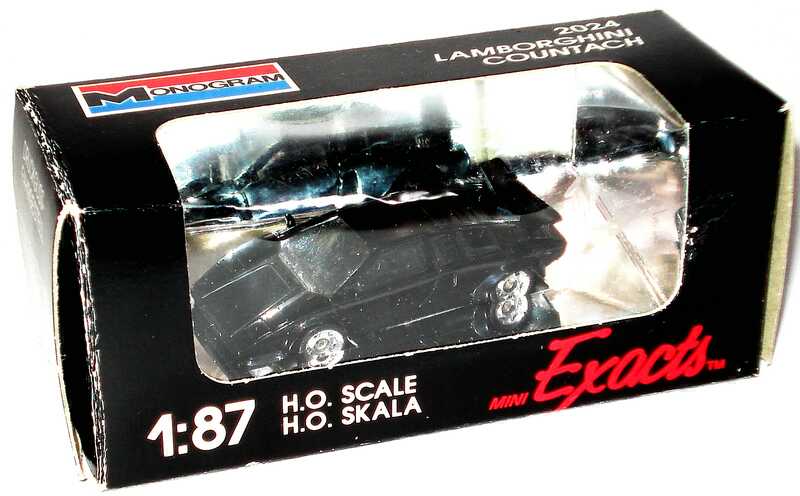 MONOGRAM
2024
LAMBORGHINI
COUNTACH
1:87
H.O. SCALE
H.O. SKALA
MINI Exacts™